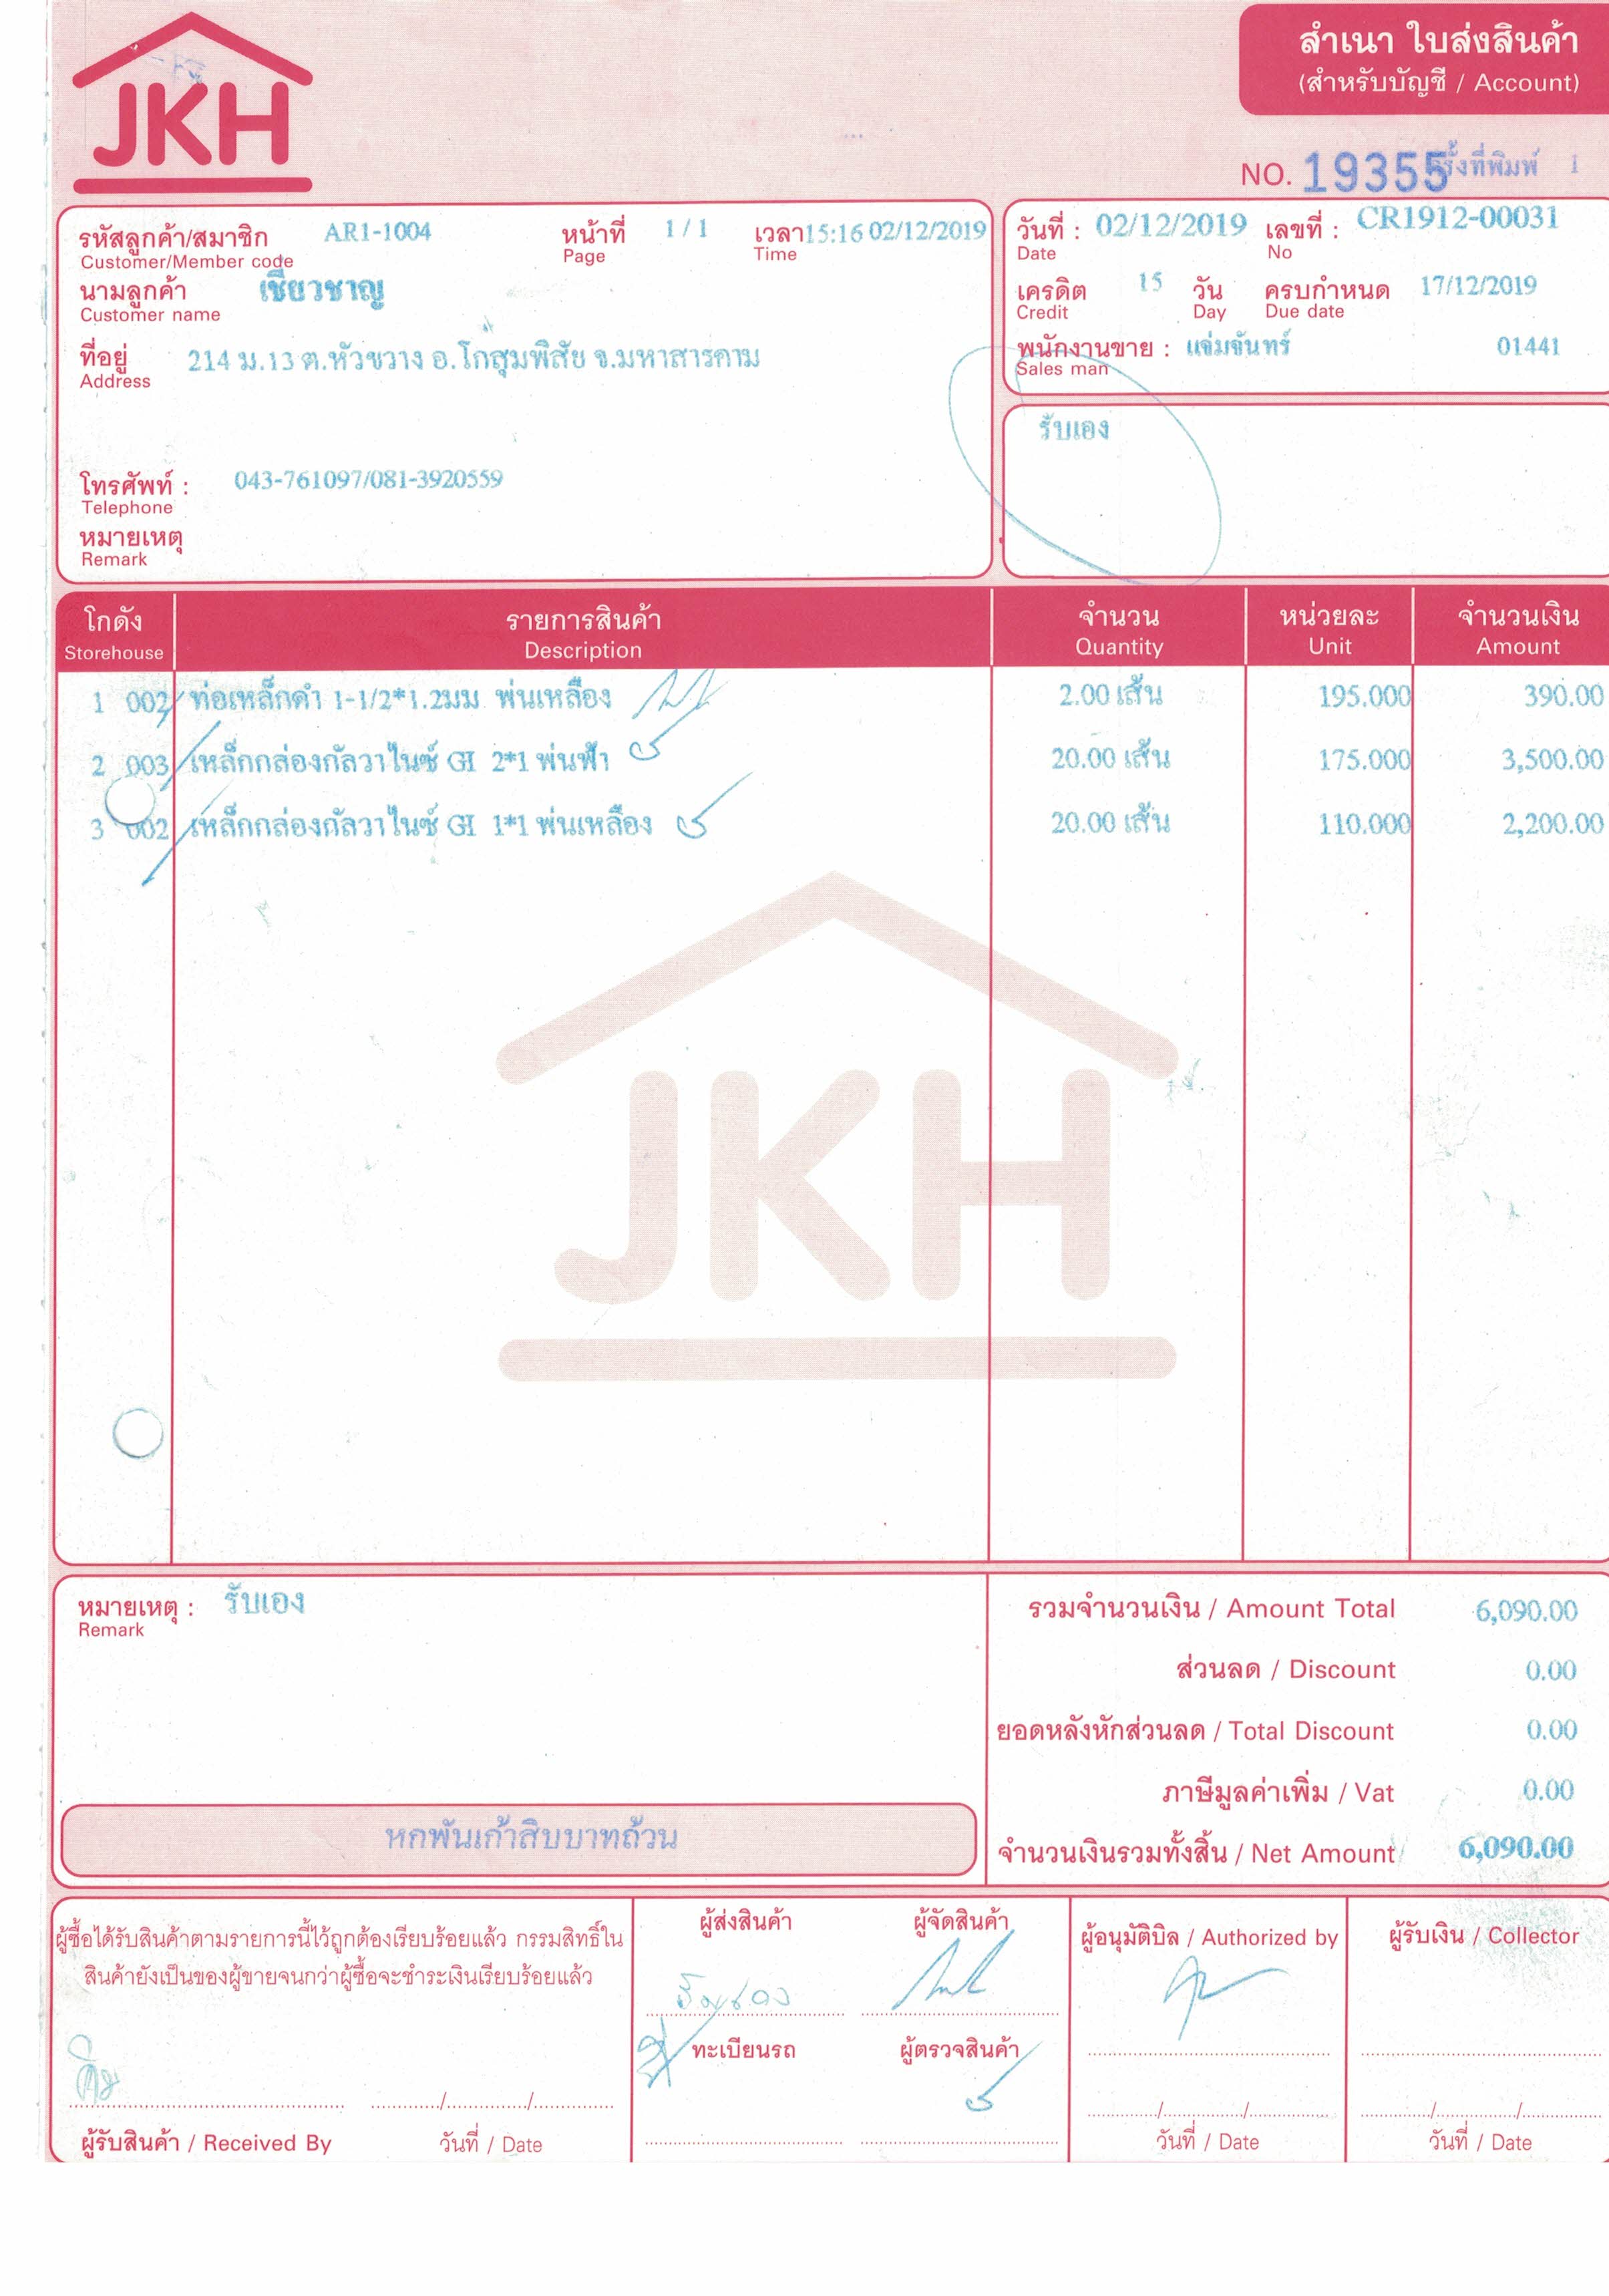 JKH
สำเนา ใบส่งสินค้า
(สำหรับบัญชี / Account)
NO. 19355 ครั้งที่พิมพ์ 1
รหัสลูกค้า/สมาชิก AR1-1004 หน้าที่ 1 / 1 เวลา 15:16 02/12/2019
Customer/Member code Page Time
นามลูกค้า เชี่ยวชาญ
Customer name
ที่อยู่ 214 ม.13 ต.หัวขวาง อ.โกสุมพิสัย จ.มหาสารคาม
Address
โทรศัพท์ : 043-761097/081-3920559
Telephone
หมายเหตุ
Remark
วันที่ : 02/12/2019 เลขที่ : CR1912-00031
Date No
เครดิต 15 วัน ครบกำหนด 17/12/2019
Credit Day Due date
พนักงานขาย : แจ่มจันทร์ 01441
Sales man
รับเอง
โกดัง รายการสินค้า จำนวน หน่วยละ จำนวนเงิน
Storehouse Description Quantity Unit Amount
1 002 ท่อเหล็กดำ 1-1/2*1.2มม พ่นเหลือง 2.00 เส้น 195.000 390.00
2 003 เหล็กกล่องกัลวาไนซ์ GI 2*1 พ่นฟ้า 20.00 เส้น 175.000 3,500.00
3 002 เหล็กกล่องกัลวาไนซ์ GI 1*1 พ่นเหลือง 20.00 เส้น 110.000 2,200.00
JKH
หมายเหตุ : รับเอง
Remark
รวมจำนวนเงิน / Amount Total 6,090.00
ส่วนลด / Discount 0.00
ยอดหลังหักส่วนลด / Total Discount 0.00
ภาษีมูลค่าเพิ่ม / Vat 0.00
หกพันเก้าสิบบาทถ้วน
จำนวนเงินรวมทั้งสิ้น / Net Amount 6,090.00
ผู้ซื้อได้รับสินค้าตามรายการนี้ไว้ถูกต้องเรียบร้อยแล้ว กรรมสิทธิ์ใน
สินค้ายังเป็นของผู้ขายจนกว่าผู้ซื้อจะชำระเงินเรียบร้อยแล้ว
ผู้รับสินค้า / Received By วันที่ / Date
ผู้ส่งสินค้า ผู้จัดสินค้า
ทะเบียนรถ ผู้ตรวจสินค้า
ผู้อนุมัติบิล / Authorized by
วันที่ / Date
ผู้รับเงิน / Collector
วันที่ / Date